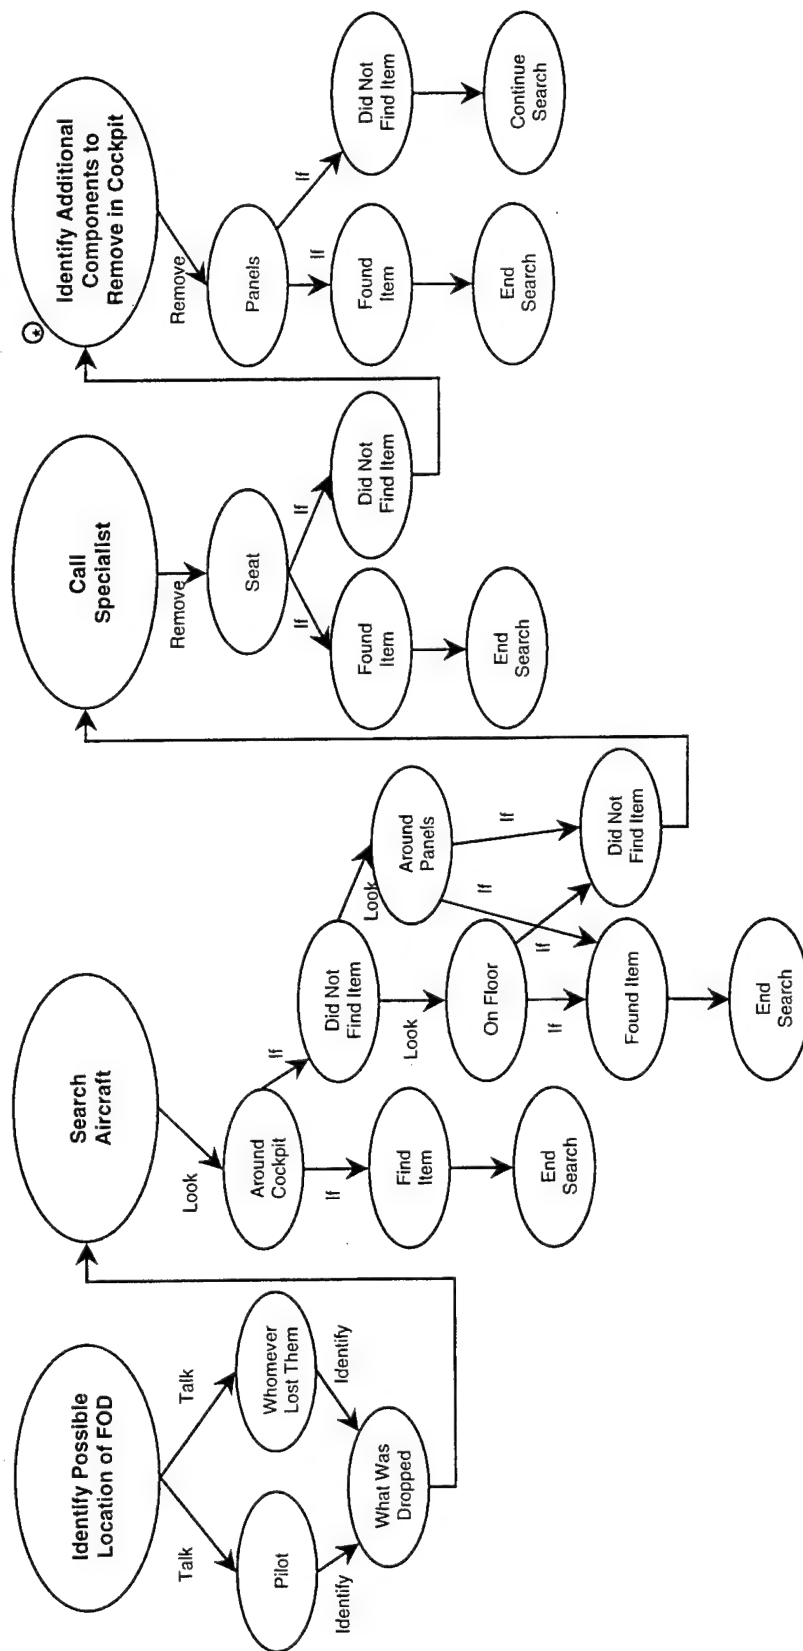 Identify Possible
Location of FOD
Talk
Talk
Pilot
Whomever
Lost Them
Identify
Identify
What Was
Dropped
Search
Aircraft
Look
Around
Cockpit
If
If
Find
Item
End
Search
Did Not
Find Item
Look
Look
On Floor
Around
Panels
If
If
If
If
Found Item
Did Not
Find Item
End
Search
Call
Specialist
Remove
Seat
If
If
Found
Item
Did Not
Find Item
End
Search
Identify Additional
Components to
Remove in Cockpit
Remove
Panels
If
If
Found
Item
Did Not
Find Item
End
Search
Continue
Search